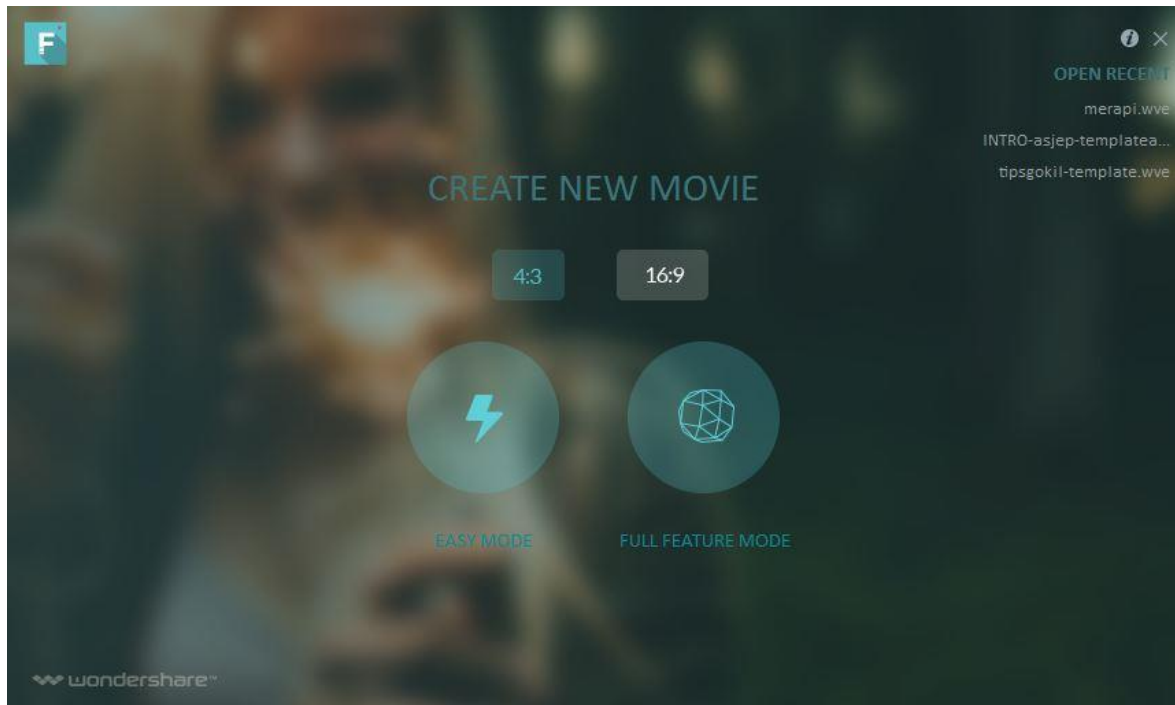 F
OPEN RECENT
merapi.wve
INTRO-asjep-templatea...
tipsgokil-template.wve
CREATE NEW MOVIE
4:3 16:9
EASY MODE FULL FEATURE MODE
wondershare™